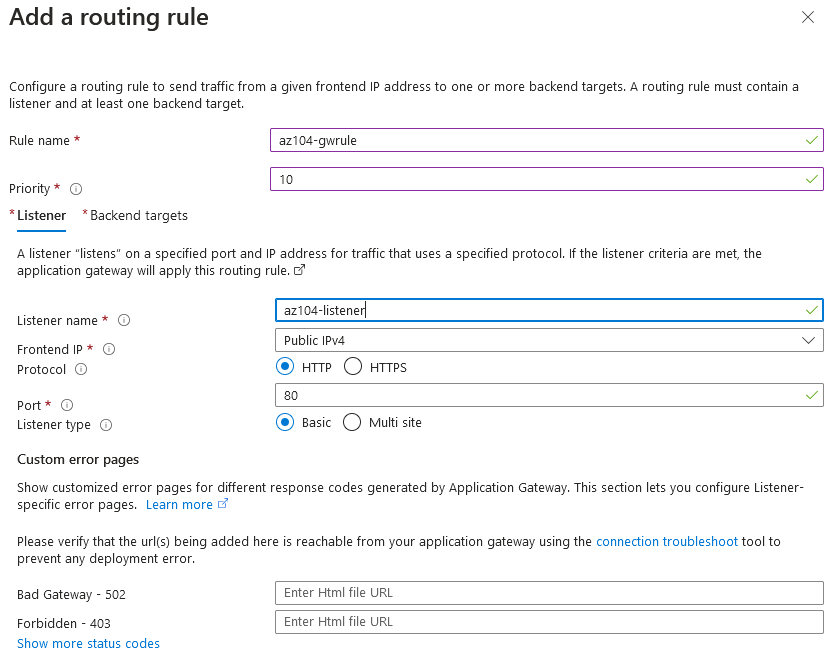 Add a routing rule
Configure a routing rule to send traffic from a given frontend IP address to one or more backend targets. A routing rule must contain a
listener and at least one backend target.
Rule name *
az104-gwrule
Priority *
10
* Listener * Backend targets
A listener “listens” on a specified port and IP address for traffic that uses a specified protocol. If the listener criteria are met, the
application gateway will apply this routing rule.
Listener name *
az104-listener
Frontend IP *
Public IPv4
Protocol
HTTP HTTPS
Port *
80
Listener type
Basic Multi site
Custom error pages
Show customized error pages for different response codes generated by Application Gateway. This section lets you configure Listener-
specific error pages. Learn more
Please verify that the url(s) being added here is reachable from your application gateway using the connection troubleshoot tool to
prevent any deployment error.
Bad Gateway - 502
Enter Html file URL
Forbidden - 403
Enter Html file URL
Show more status codes